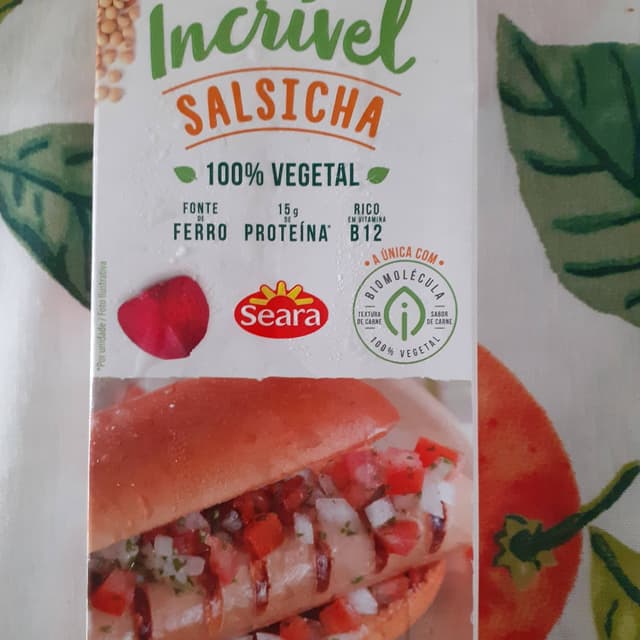 Incrível
SALSICHA
100% VEGETAL
FONTE DE FERRO
15g DE PROTEÍNA*
RICO EM VITAMINA B12
• A ÚNICA COM •
BIOMOLÉCULA
TEXTURA DE CARNE
SABOR DE CARNE
100% VEGETAL
Seara
*Por unidade / Foto Ilustrativa